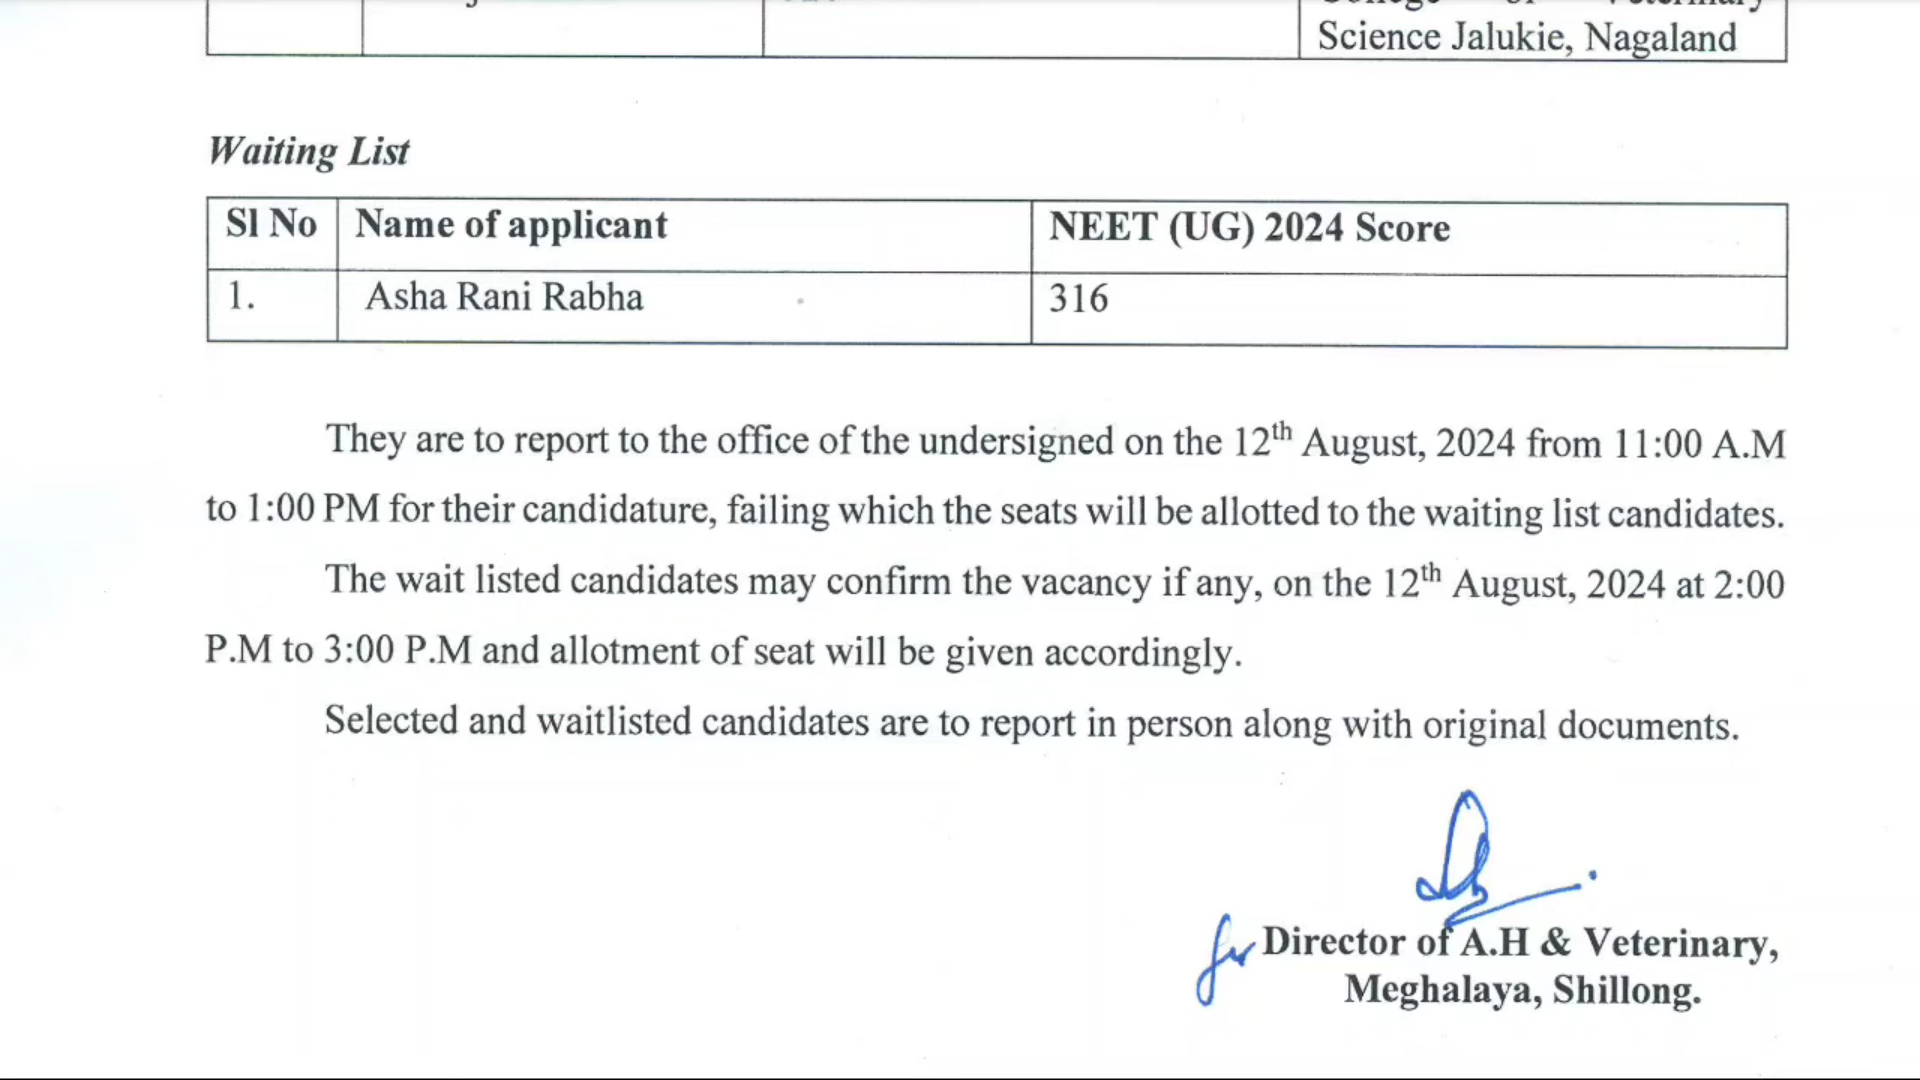 College of Veterinary
Science Jalukie, Nagaland
Waiting List
Sl No Name of applicant NEET (UG) 2024 Score
1. Asha Rani Rabha 316
They are to report to the office of the undersigned on the 12th August, 2024 from 11:00 A.M
to 1:00 PM for their candidature, failing which the seats will be allotted to the waiting list candidates.
The wait listed candidates may confirm the vacancy if any, on the 12th August, 2024 at 2:00
P.M to 3:00 P.M and allotment of seat will be given accordingly.
Selected and waitlisted candidates are to report in person along with original documents.
for Director of A.H & Veterinary,
Meghalaya, Shillong.